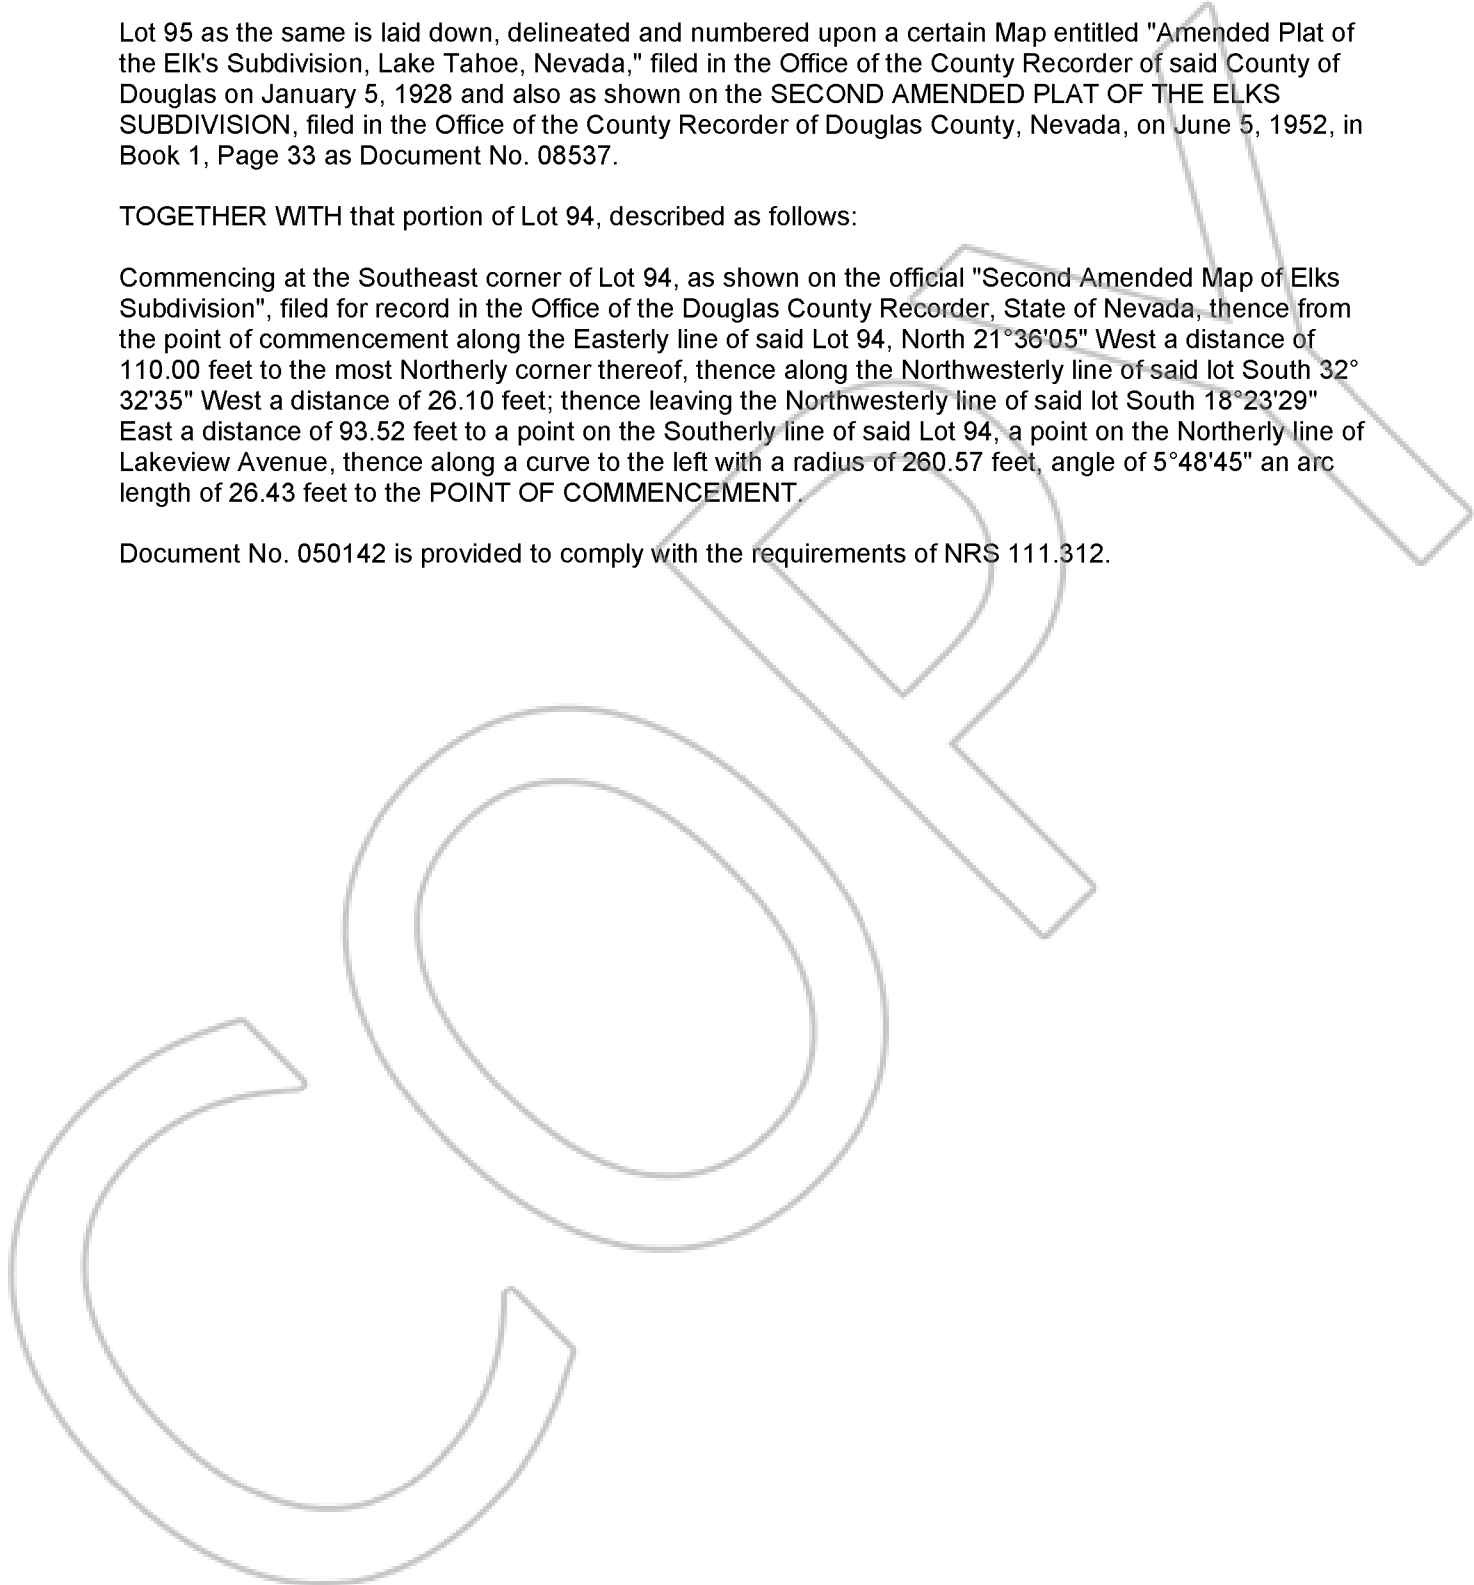 Lot 95 as the same is laid down, delineated and numbered upon a certain Map entitled "Amended Plat of
the Elk's Subdivision, Lake Tahoe, Nevada," filed in the Office of the County Recorder of said County of
Douglas on January 5, 1928 and also as shown on the SECOND AMENDED PLAT OF THE ELKS
SUBDIVISION, filed in the Office of the County Recorder of Douglas County, Nevada, on June 5, 1952, in
Book 1, Page 33 as Document No. 08537.
TOGETHER WITH that portion of Lot 94, described as follows:
Commencing at the Southeast corner of Lot 94, as shown on the official "Second Amended Map of Elks
Subdivision", filed for record in the Office of the Douglas County Recorder, State of Nevada, thence from
the point of commencement along the Easterly line of said Lot 94, North 21°36'05" West a distance of
110.00 feet to the most Northerly corner thereof, thence along the Northwesterly line of said lot South 32°
32'35" West a distance of 26.10 feet; thence leaving the Northwesterly line of said lot South 18°23'29"
East a distance of 93.52 feet to a point on the Southerly line of said Lot 94, a point on the Northerly line of
Lakeview Avenue, thence along a curve to the left with a radius of 260.57 feet, angle of 5°48'45" an arc
length of 26.43 feet to the POINT OF COMMENCEMENT.
Document No. 050142 is provided to comply with the requirements of NRS 111.312.
COPY